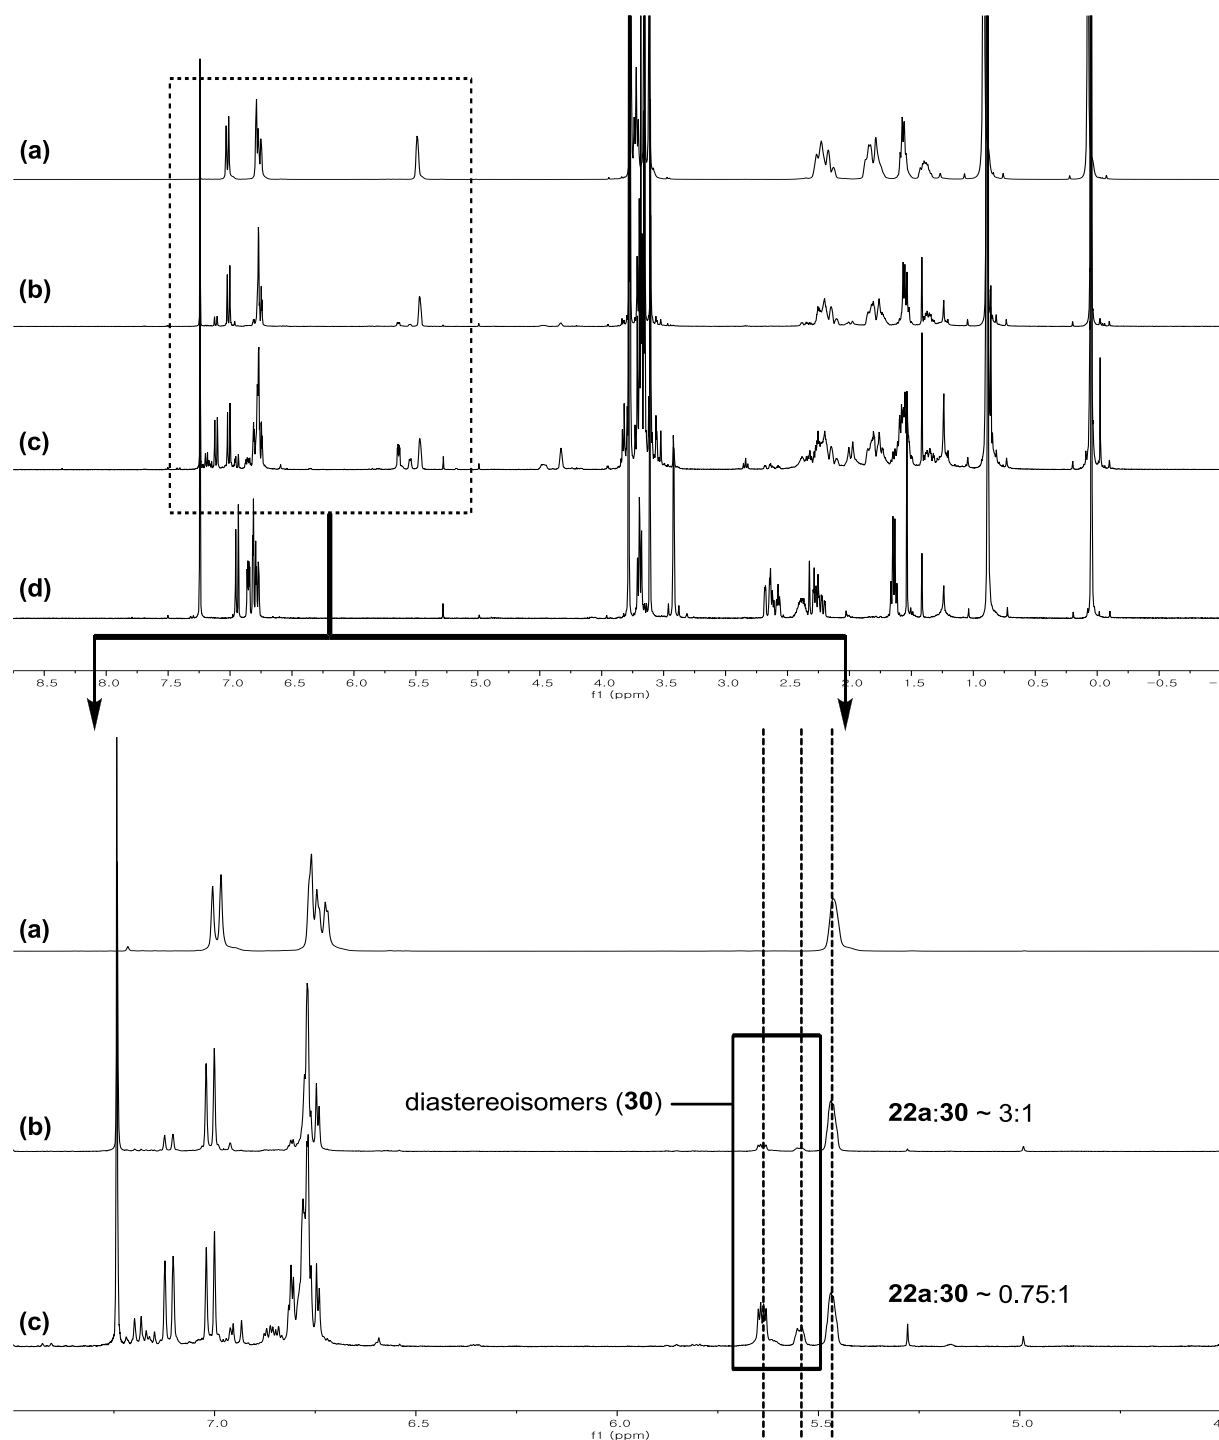 (a)
(b)
(c)
(d)
8.5 8.0 7.5 7.0 6.5 6.0 5.5 5.0 4.5 4.0 3.5 3.0 2.5 2.0 1.5 1.0 0.5 0.0 −0.5 −
f1 (ppm)
(a)
diastereoisomers (30)
22a:30 ~ 3:1
(b)
22a:30 ~ 0.75:1
(c)
7.0 6.5 6.0 5.5 5.0 4
f1 (ppm)